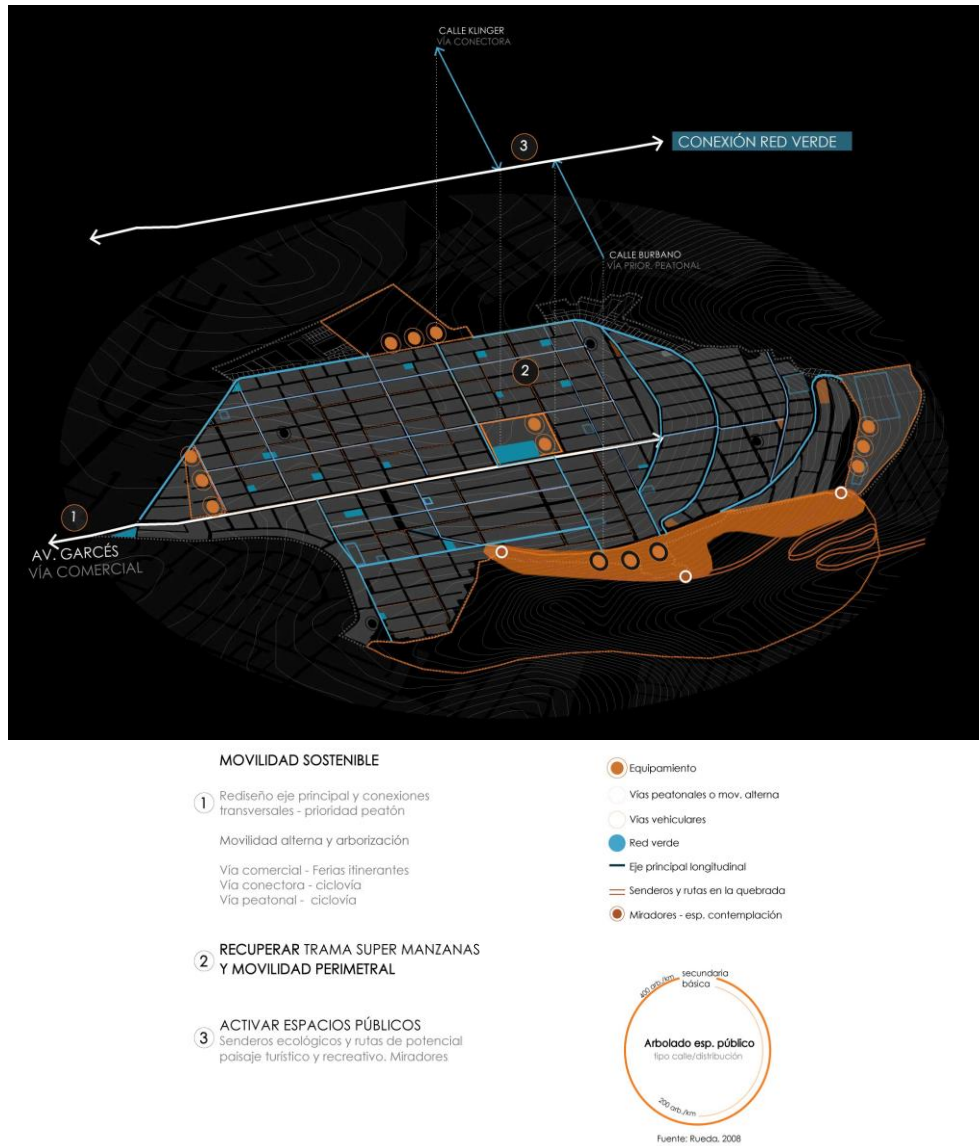 CALLE KLINGER
VÍA CONECTORA
3
CONEXIÓN RED VERDE
CALLE BURBANO
VÍA PRIOR. PEATONAL
2
1
AV. GARCÉS
VÍA COMERCIAL
MOVILIDAD SOSTENIBLE
1
Rediseño eje principal y conexiones
transversales - prioridad peatón
Movilidad alterna y arborización
Vía comercial - Ferias itinerantes
Vía conectora - ciclovía
Vía peatonal - ciclovía
2
RECUPERAR TRAMA SUPER MANZANAS
Y MOVILIDAD PERIMETRAL
3
ACTIVAR ESPACIOS PÚBLICOS
Senderos ecológicos y rutas de potencial
paisaje turístico y recreativo. Miradores
Equipamiento
Vías peatonales o mov. alterna
Vías vehiculares
Red verde
Eje principal longitudinal
Senderos y rutas en la quebrada
Miradores - esp. contemplación
400 arb./km
secundaria
básica
Arbolado esp. público
tipo calle/distribución
200 arb./km
Fuente: Rueda, 2008